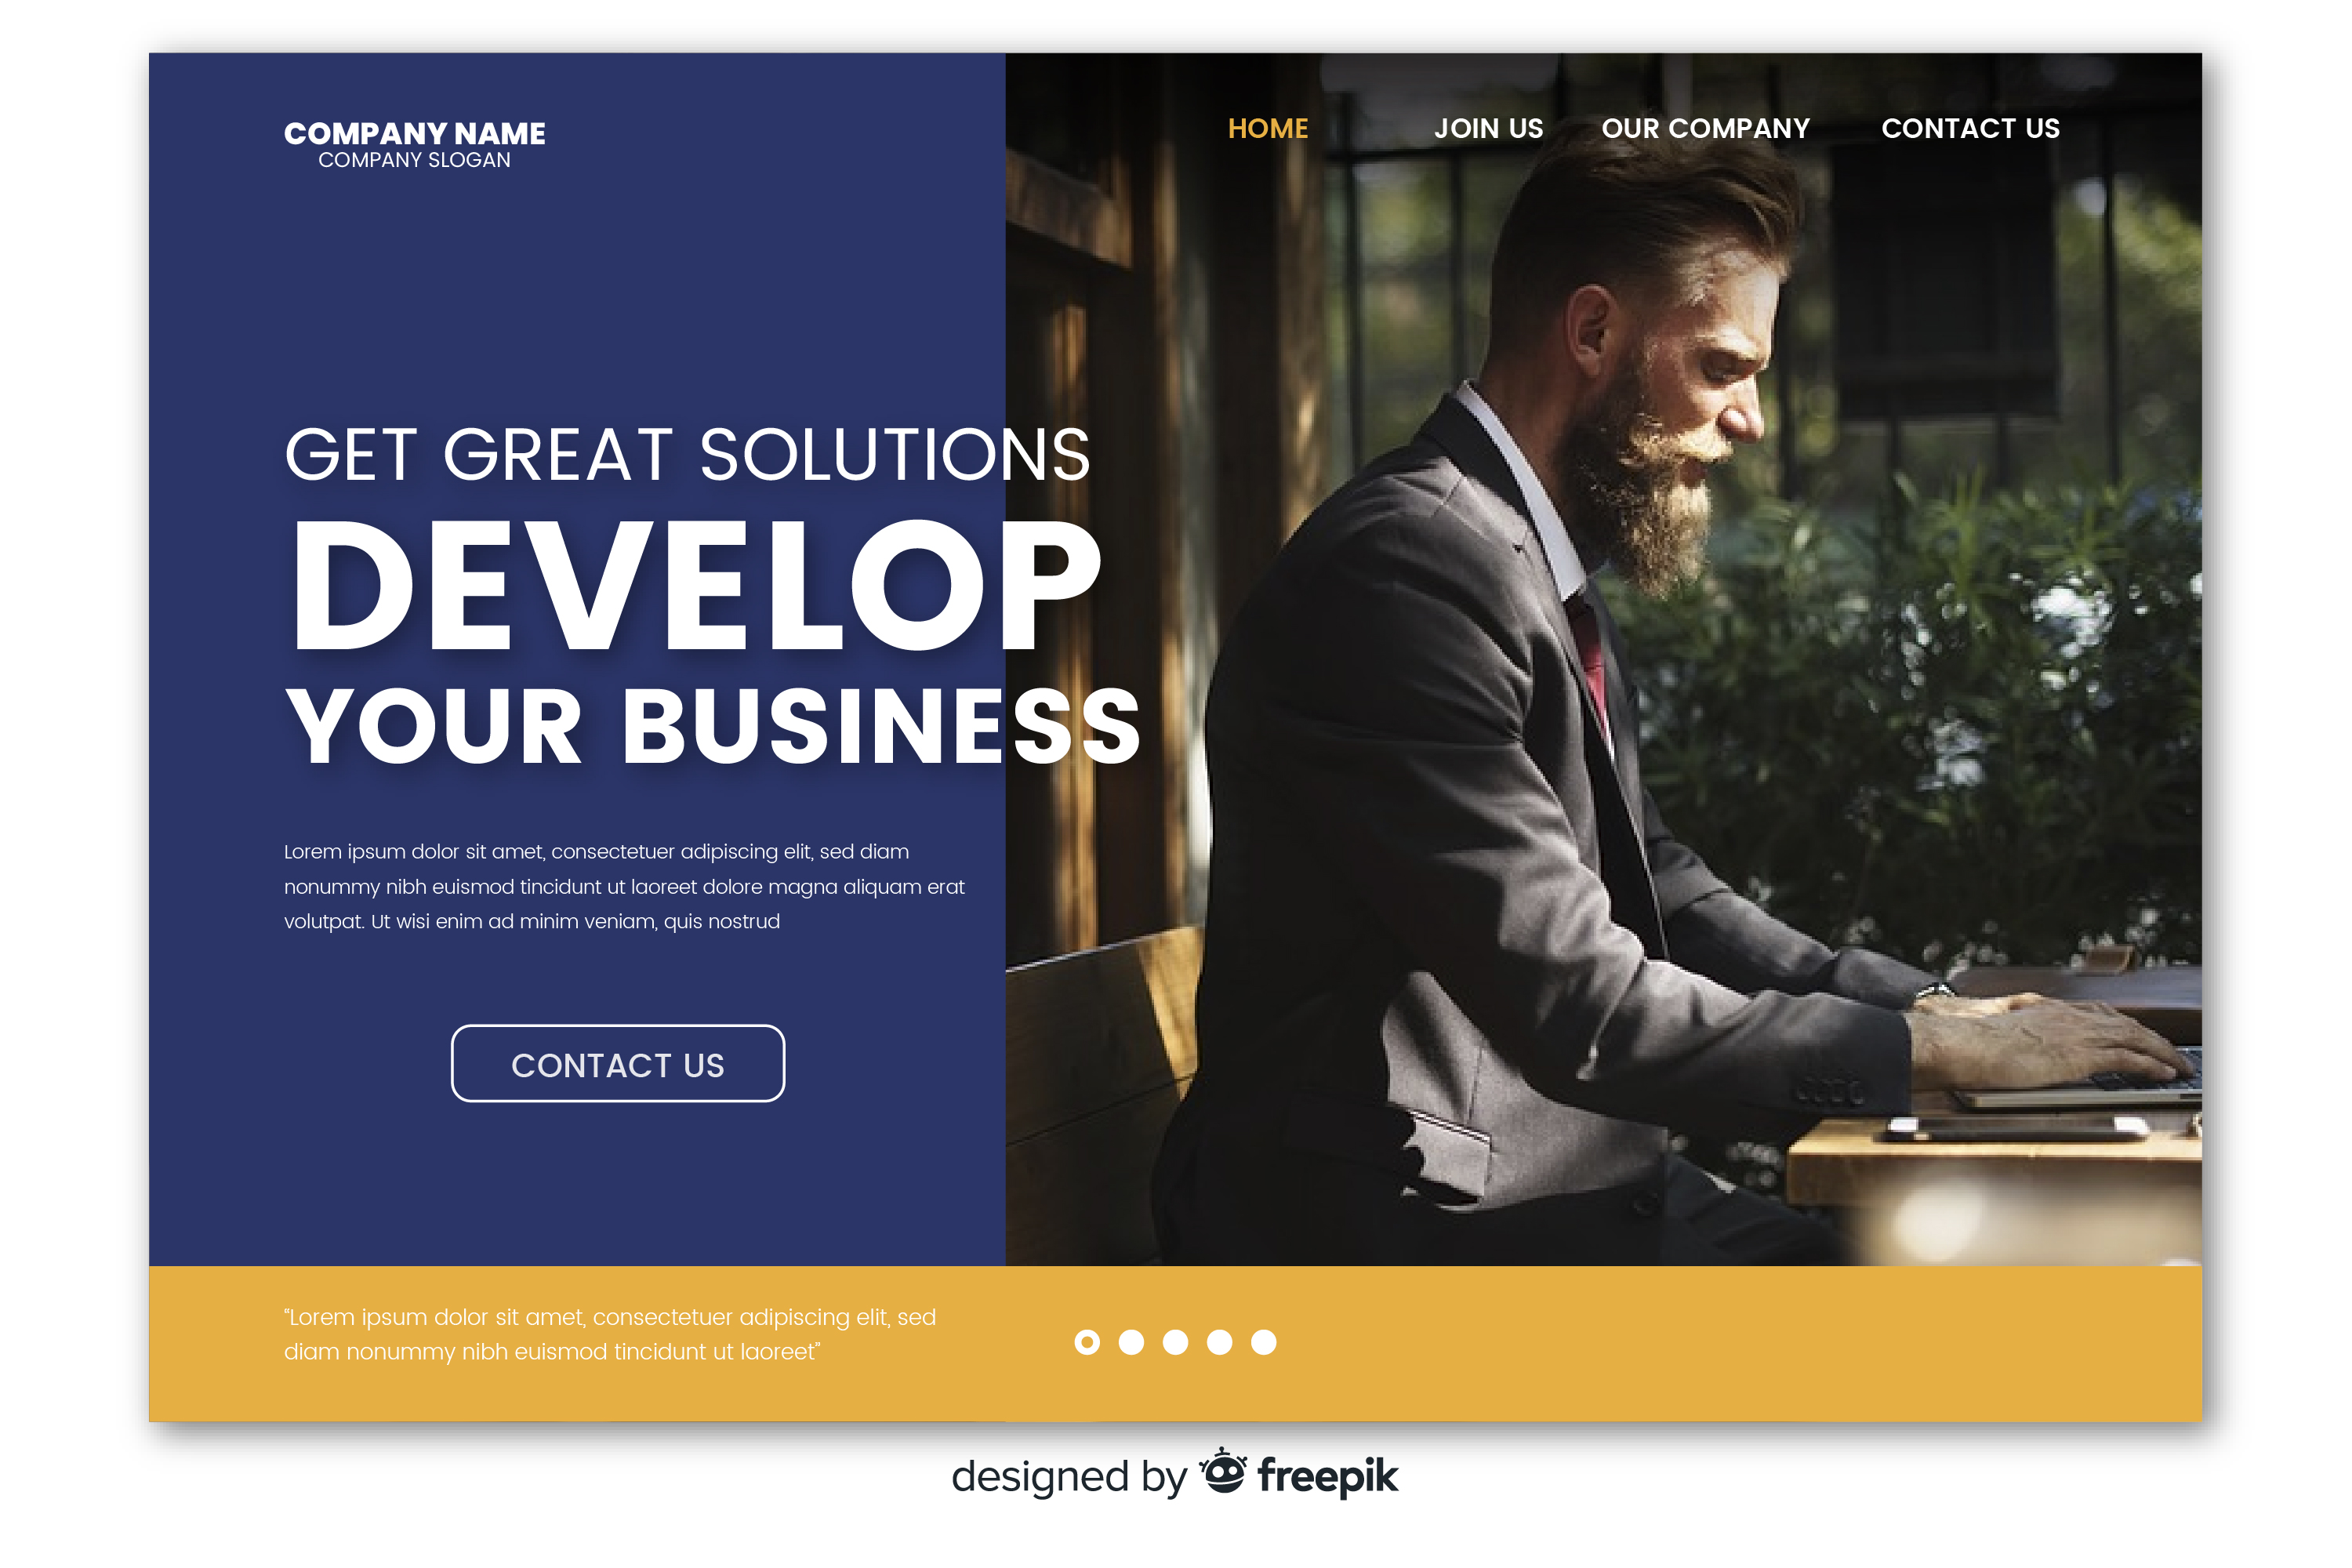 COMPANY NAME
COMPANY SLOGAN
HOME JOIN US OUR COMPANY CONTACT US
GET GREAT SOLUTIONS
DEVELOP
YOUR BUSINESS
Lorem ipsum dolor sit amet, consectetuer adipiscing elit, sed diam
nonummy nibh euismod tincidunt ut laoreet dolore magna aliquam erat
volutpat. Ut wisi enim ad minim veniam, quis nostrud
CONTACT US
“Lorem ipsum dolor sit amet, consectetuer adipiscing elit, sed
diam nonummy nibh euismod tincidunt ut laoreet”
designed by freepik